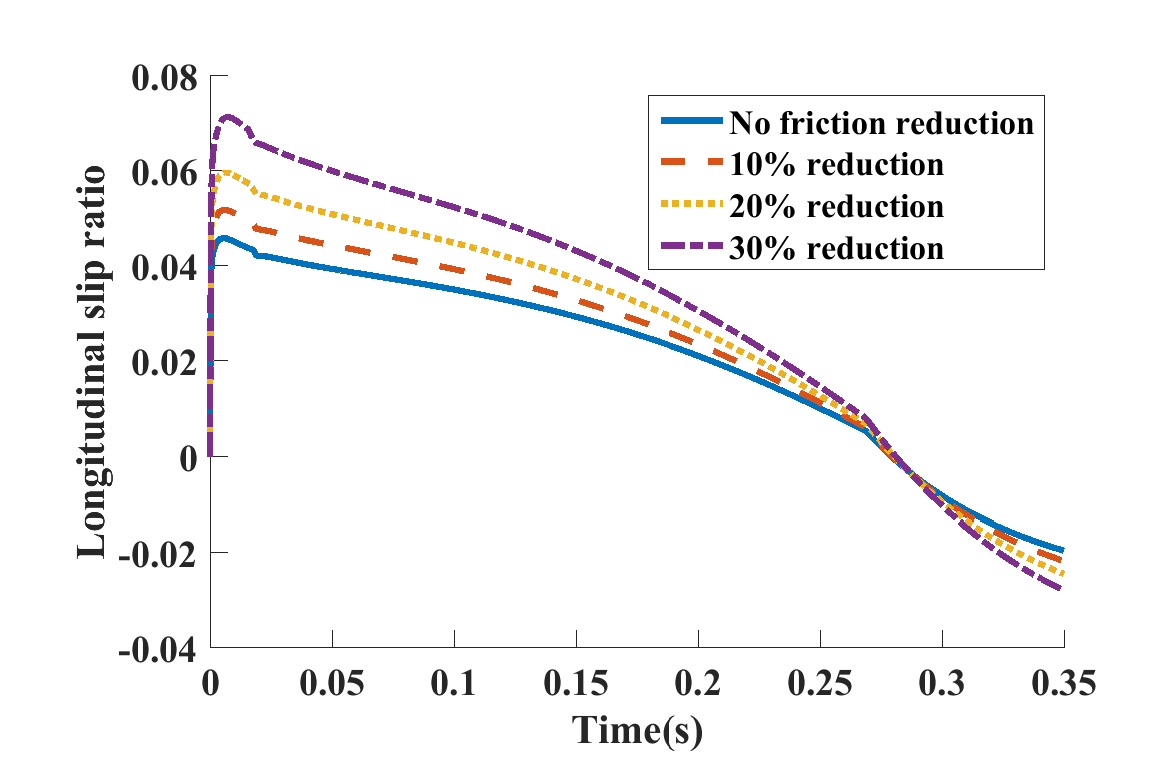 0.08
0.06
0.04
0.02
0
-0.02
-0.04
Longitudinal slip ratio
No friction reduction
10% reduction
20% reduction
30% reduction
0 0.05 0.1 0.15 0.2 0.25 0.3 0.35
Time(s)